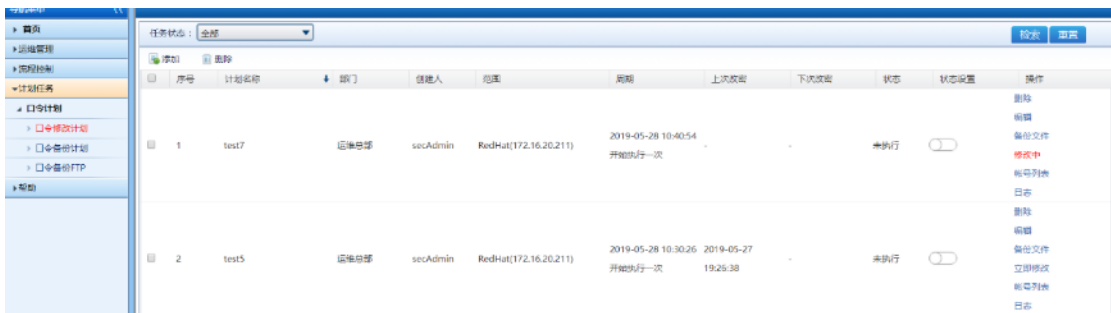 首页
运维管理
流程控制
计划任务
口令计划
口令修改计划
口令备份计划
口令备份FTP
帮助
任务状态： 全部 检索 重置
添加 删除
序号 计划名称 部门 创建人 范围 周期 上次改密 下次改密 状态 状态设置 操作
1 test7 运维总部 secAdmin RedHat(172.16.20.211) 2019-05-28 10:40:54 开始执行一次 - - 未执行
删除
编辑
备份文件
修改中
帐号列表
日志
2 test5 运维总部 secAdmin RedHat(172.16.20.211) 2019-05-28 10:30:26 开始执行一次 2019-05-27 19:26:38 - 未执行
删除
编辑
备份文件
立即修改
帐号列表
日志